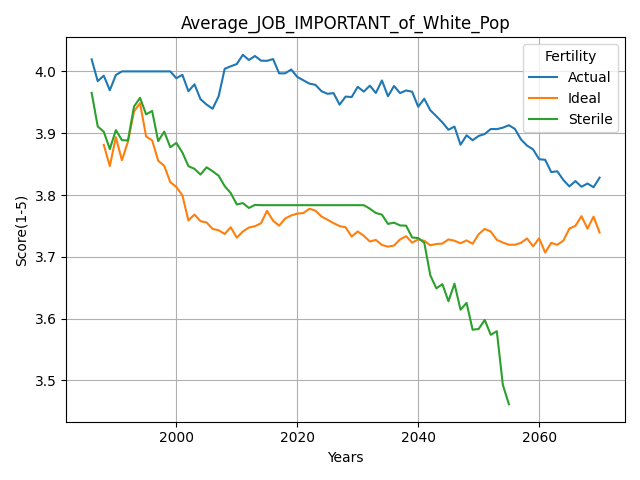 Average_JOB_IMPORTANT_of_White_Pop
Fertility
Actual
Ideal
Sterile
Score(1-5)
4.0
3.9
3.8
3.7
3.6
3.5
2000
2020
2040
2060
Years